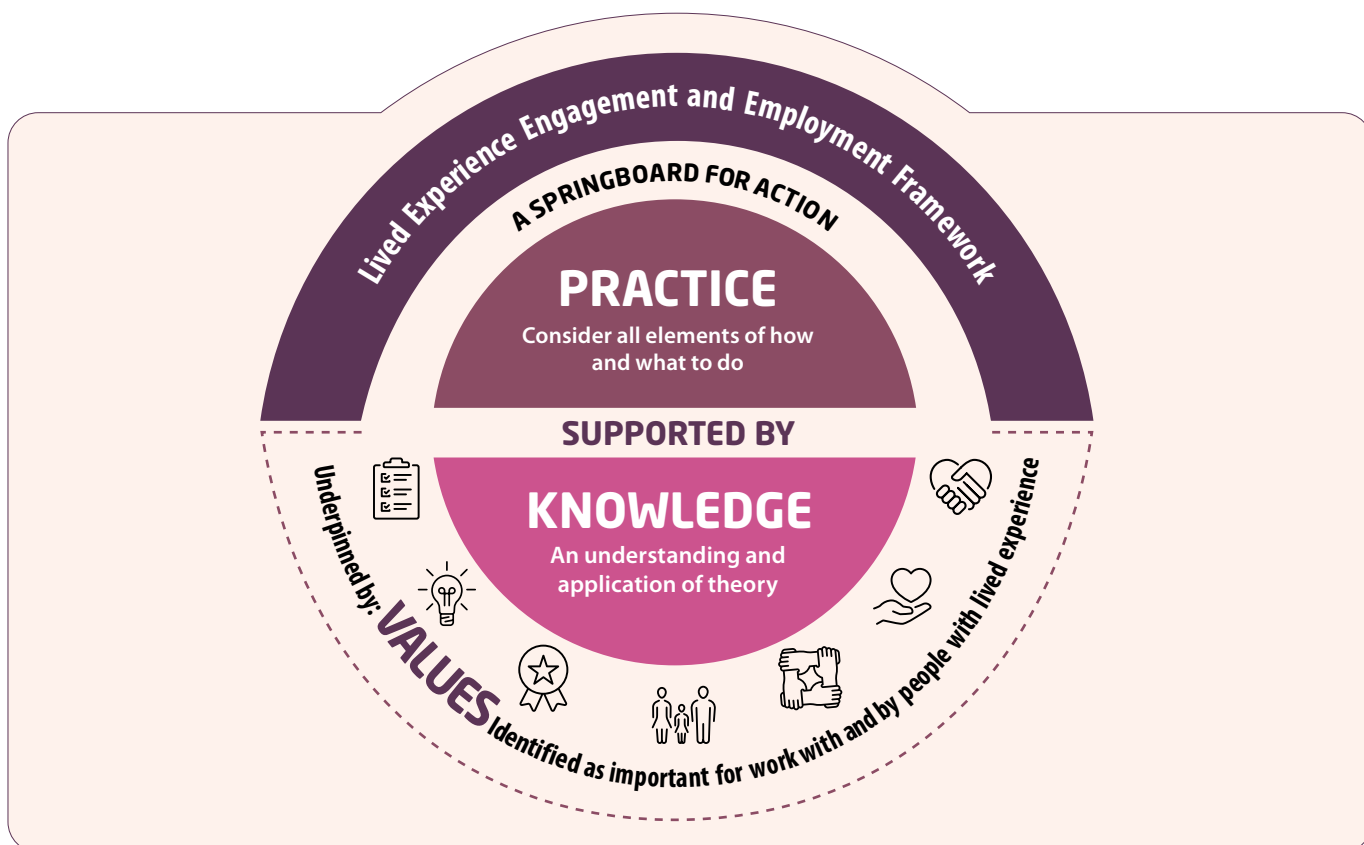 Lived Experience Engagement and Employment Framework
A SPRINGBOARD FOR ACTION
PRACTICE
Consider all elements of how
and what to do
SUPPORTED BY
KNOWLEDGE
An understanding and
application of theory
Underpinned by: VALUES Identified as important for work with and by people with lived experience